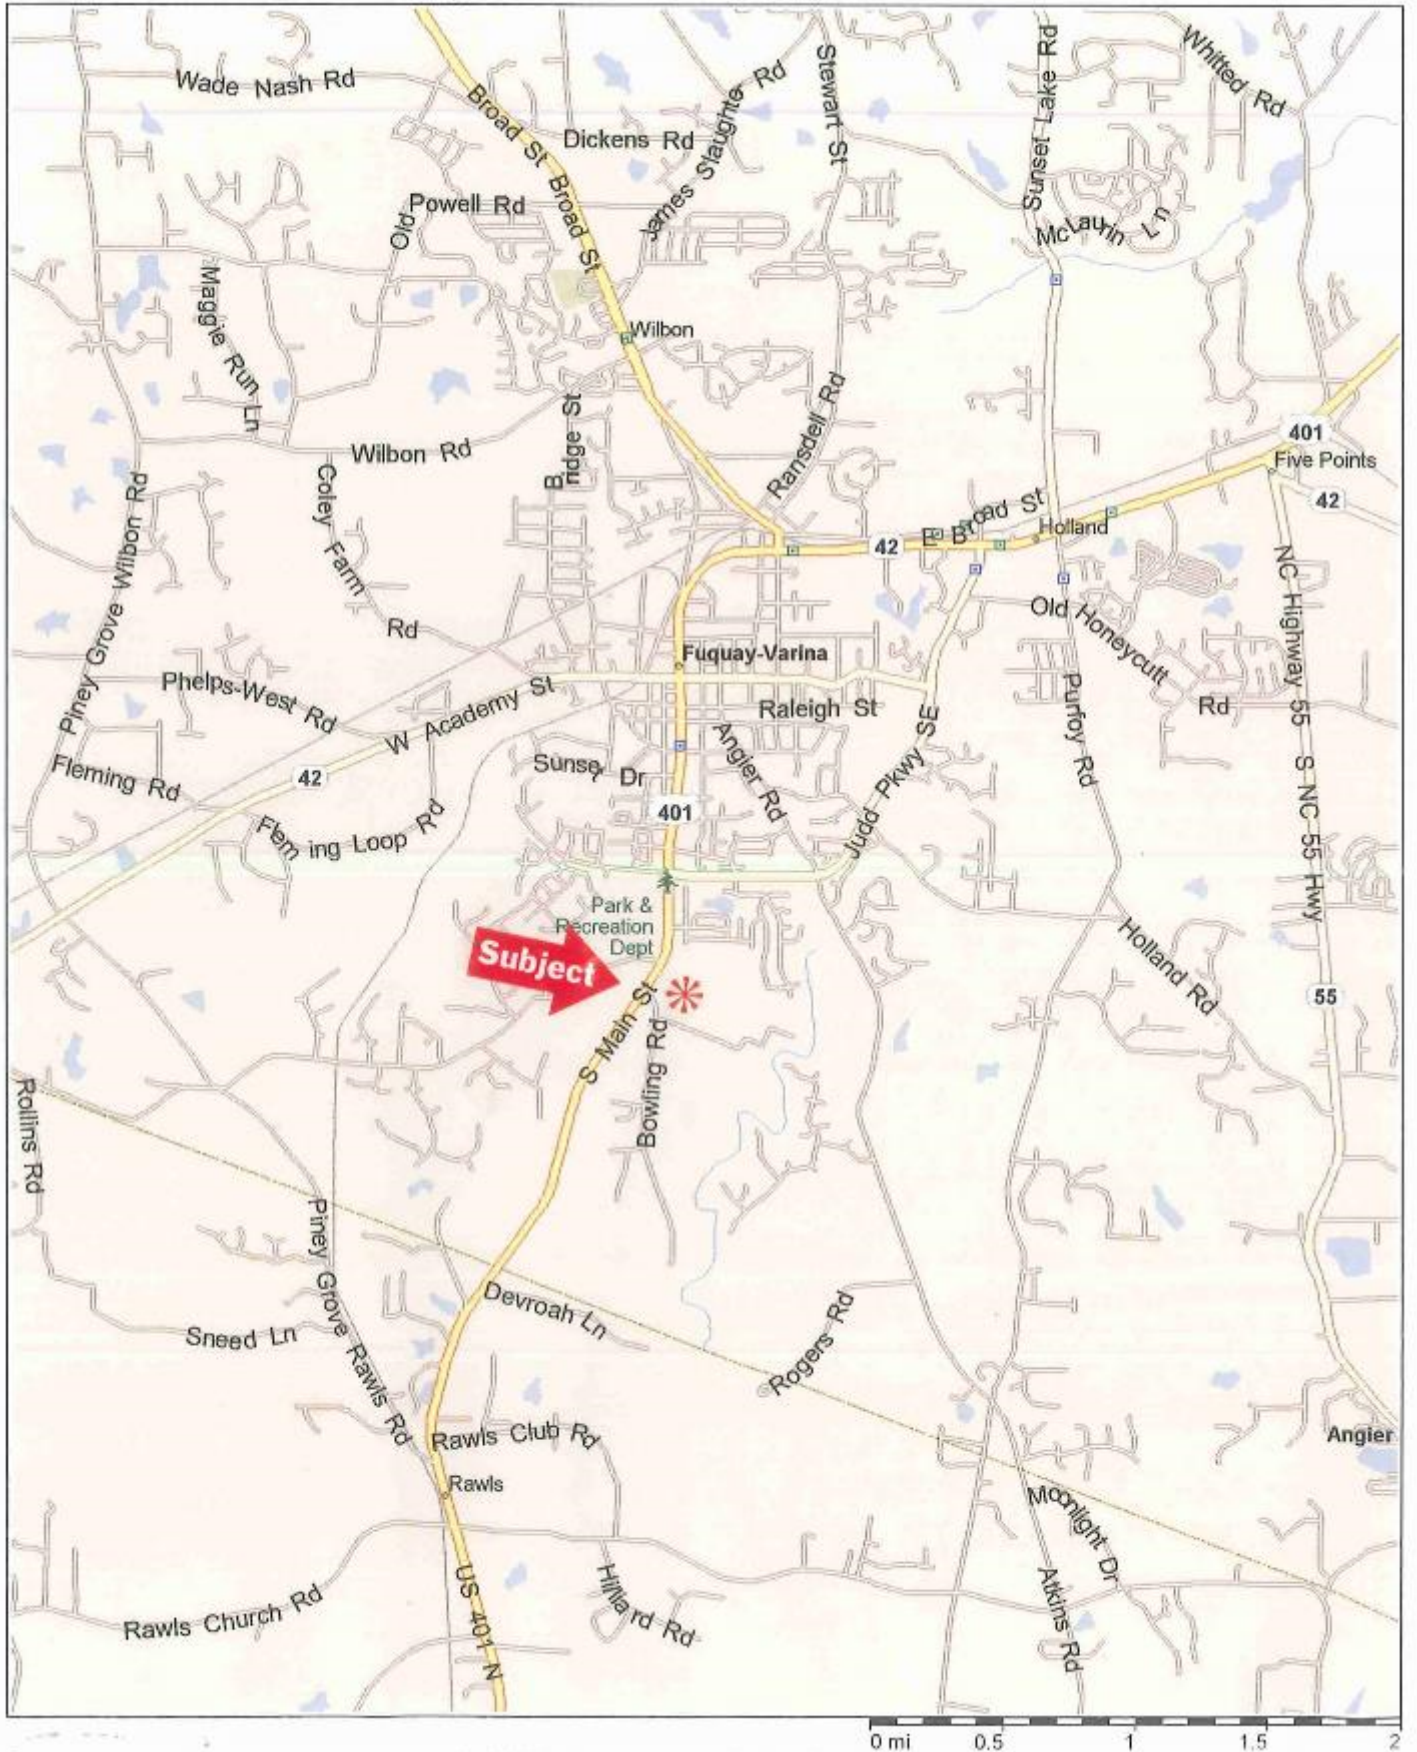 Wade Nash Rd
Broad St
Broad St
Dickens Rd
James Slaughte Rd
Stewart St
Sunset Lake Rd
Whitted Rd
Old
Powell Rd
McLaurin Ln
Maggie Run Ln
Wilbon
Bridge St
Ransdell Rd
Wilbon Rd
401
Five Points
42
Coley Farm Rd
Piney Grove Wilbon Rd
42
E Broad St
Holland
NC Highway 55 S
Old Honeycutt Rd
Fuquay-Varina
Phelps-West Rd
W Academy St
Raleigh St
Purfoy Rd
Fleming Rd
42
Sunset Dr
Angier Rd
Judd Pkwy SE
NC 55 Hwy
401
Fleming Loop Rd
Park &
Recreation
Dept
Subject
Holland Rd
55
S Main St
Bowling Rd
Rollins Rd
Piney Grove Rawls Rd
Devroah Ln
Sneed Ln
Rogers Rd
Rawls Club Rd
Angier
Rawls
Moonlight Dr
US 401 N
Hilliard Rd
Atkins Rd
Rawls Church Rd
0 mi 0.5 1 1.5 2